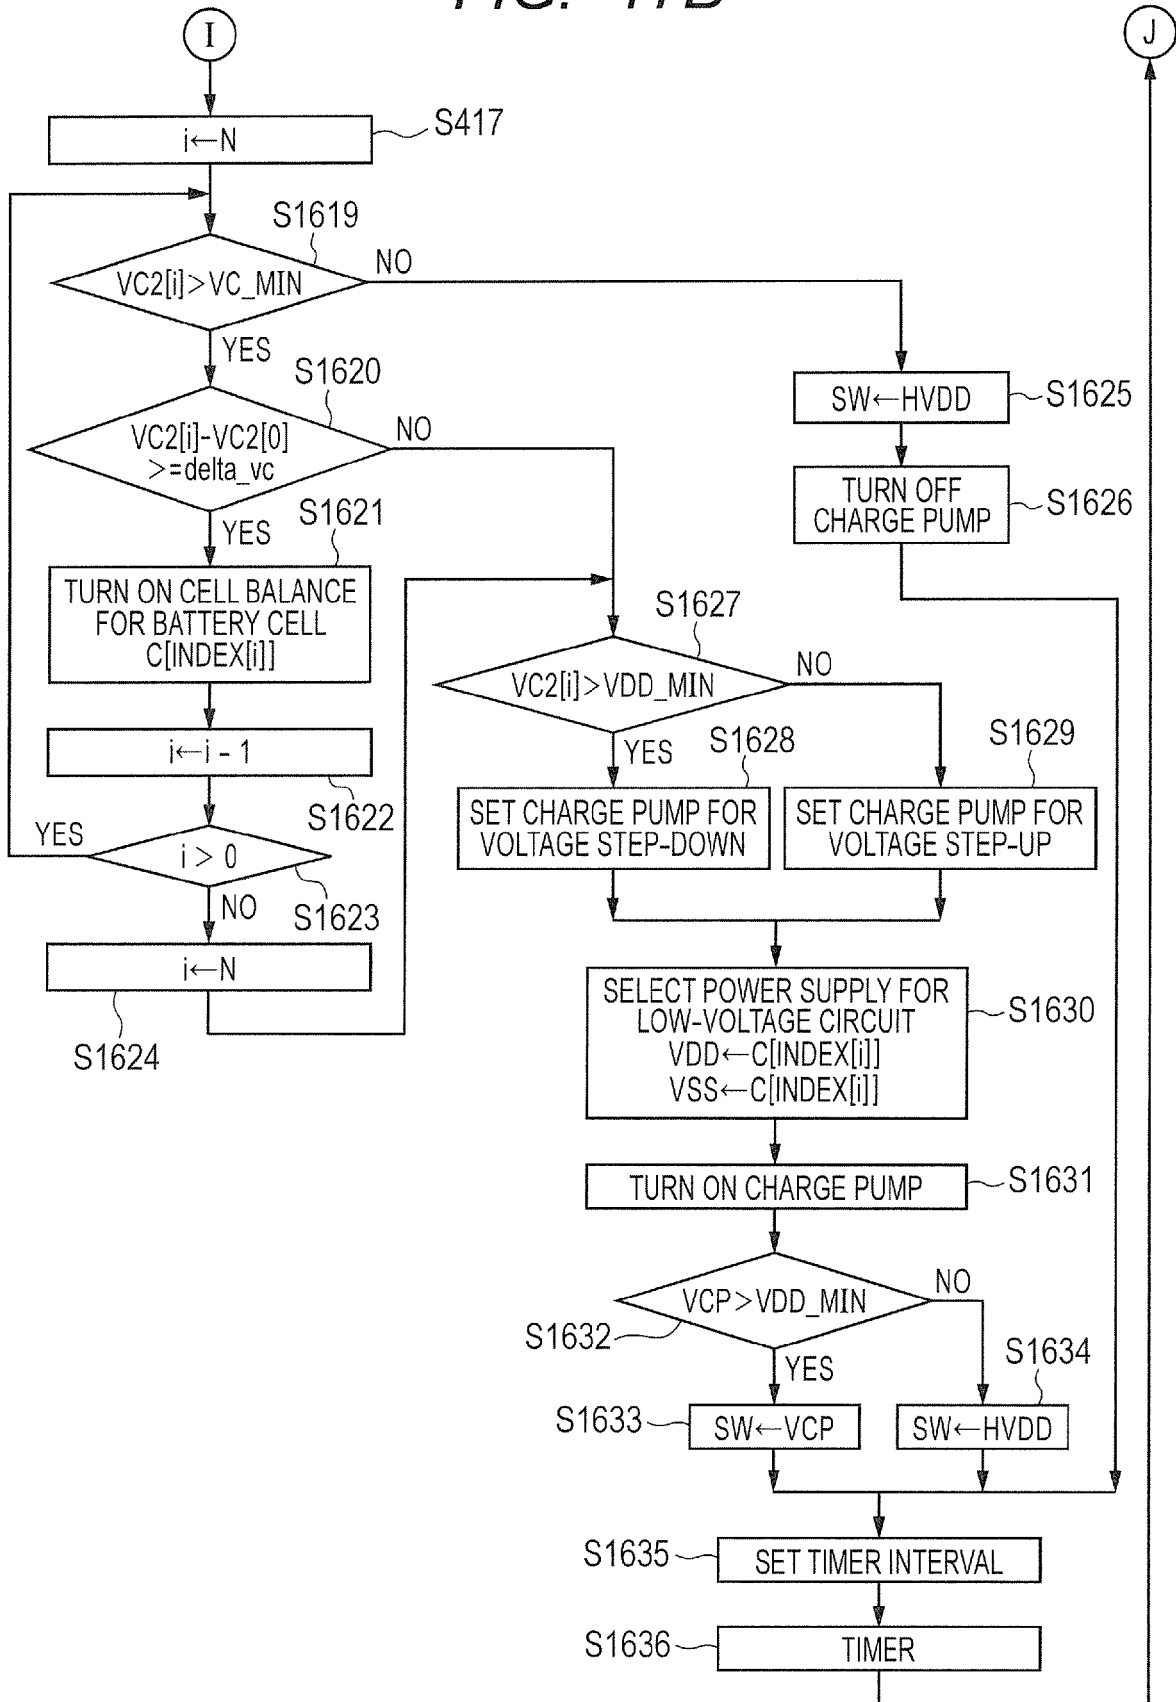 FIG.
I
J
i←N
S417
S1619
VC2[i]>VC_MIN
NO
YES
S1620
VC2[i]-VC2[0]
>=delta_vc
NO
YES
SW←HVDD
S1625
TURN OFF
CHARGE PUMP
S1626
S1621
TURN ON CELL BALANCE
FOR BATTERY CELL
C[INDEX[i]]
i←i - 1
S1622
YES
i > 0
S1623
NO
i←N
S1624
S1627
VC2[i]>VDD_MIN
NO
YES
S1628
S1629
SET CHARGE PUMP FOR
VOLTAGE STEP-DOWN
SET CHARGE PUMP FOR
VOLTAGE STEP-UP
SELECT POWER SUPPLY FOR
LOW-VOLTAGE CIRCUIT
VDD←C[INDEX[i]]
VSS←C[INDEX[i]]
S1630
TURN ON CHARGE PUMP
S1631
VCP>VDD_MIN
NO
S1632
YES
S1634
S1633
SW←VCP
SW←HVDD
S1635
SET TIMER INTERVAL
S1636
TIMER